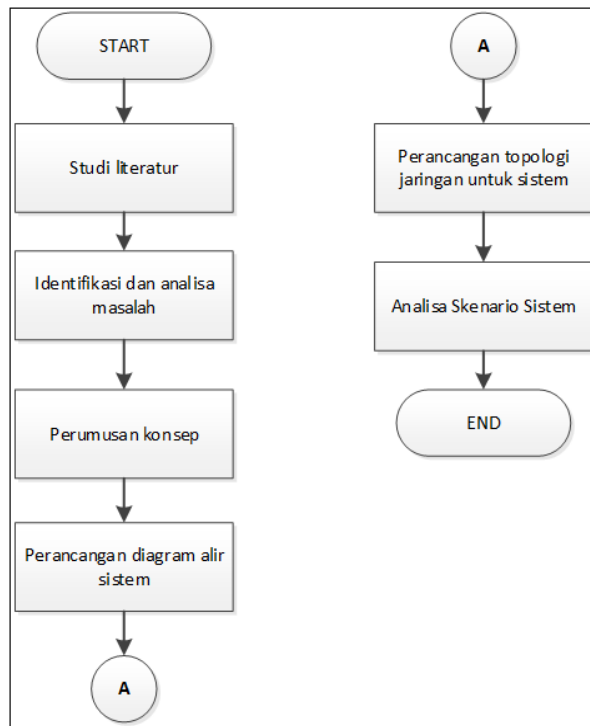 START
Studi literatur
Identifikasi dan analisa
masalah
Perumusan konsep
Perancangan diagram alir
sistem
A
A
Perancangan topologi
jaringan untuk sistem
Analisa Skenario Sistem
END